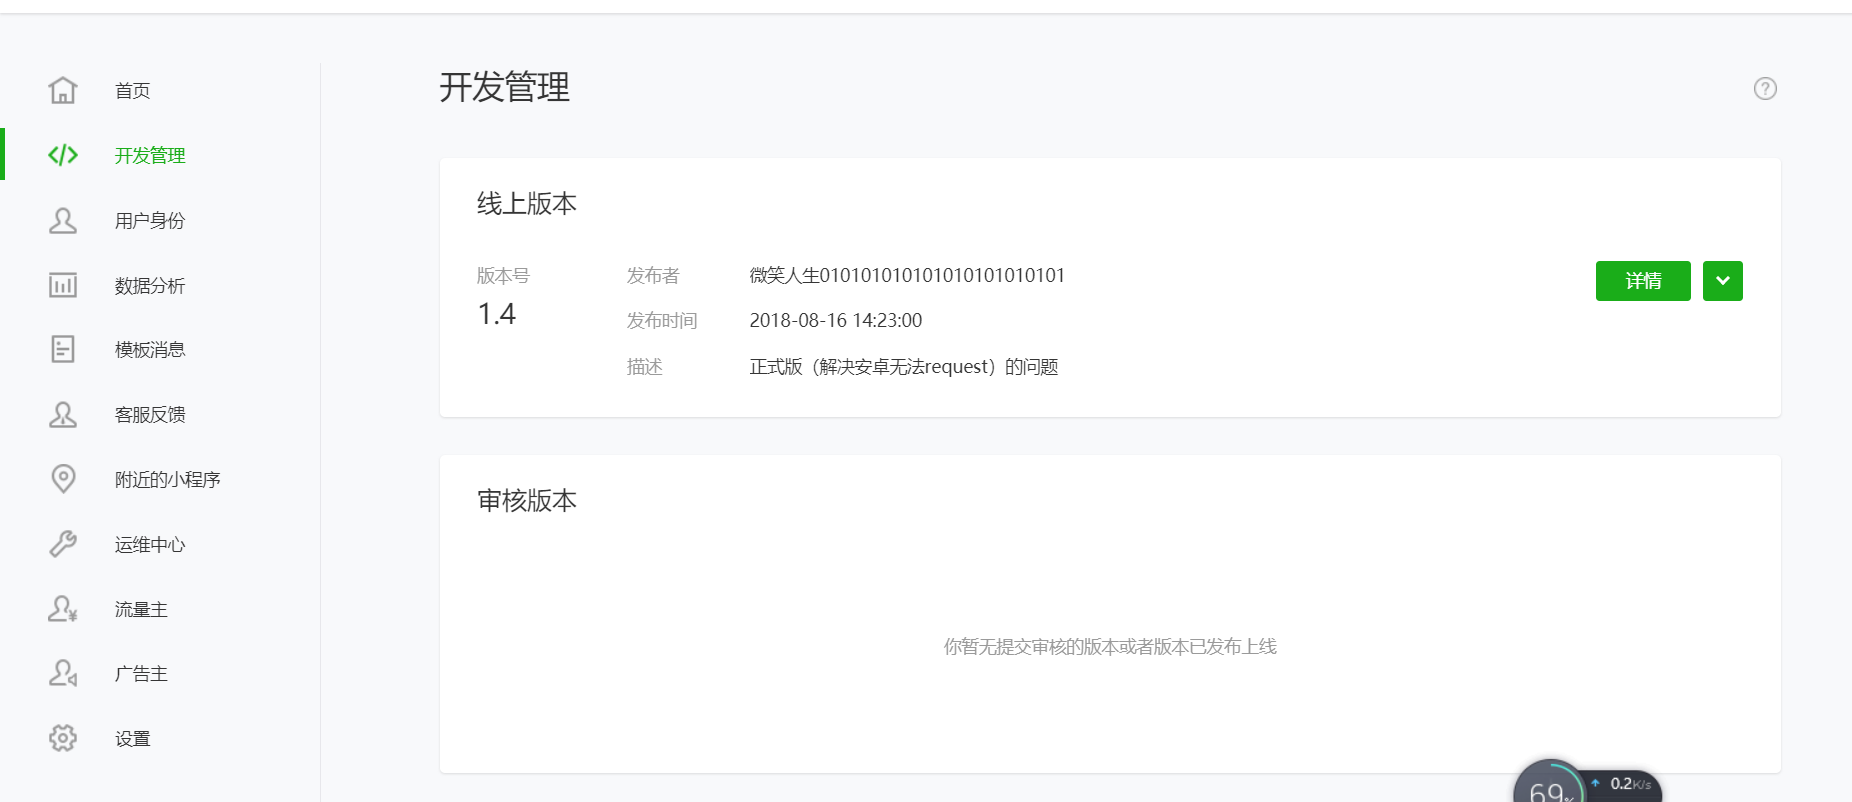 首页
开发管理
用户身份
数据分析
模板消息
客服反馈
附近的小程序
运维中心
流量主
广告主
设置
开发管理
?
线上版本
版本号
1.4
发布者 微笑人生0101010101010101010101
发布时间 2018-08-16 14:23:00
描述 正式版（解决安卓无法request）的问题
详情
审核版本
你暂无提交审核的版本或者版本已发布上线
69%
0.2K/s